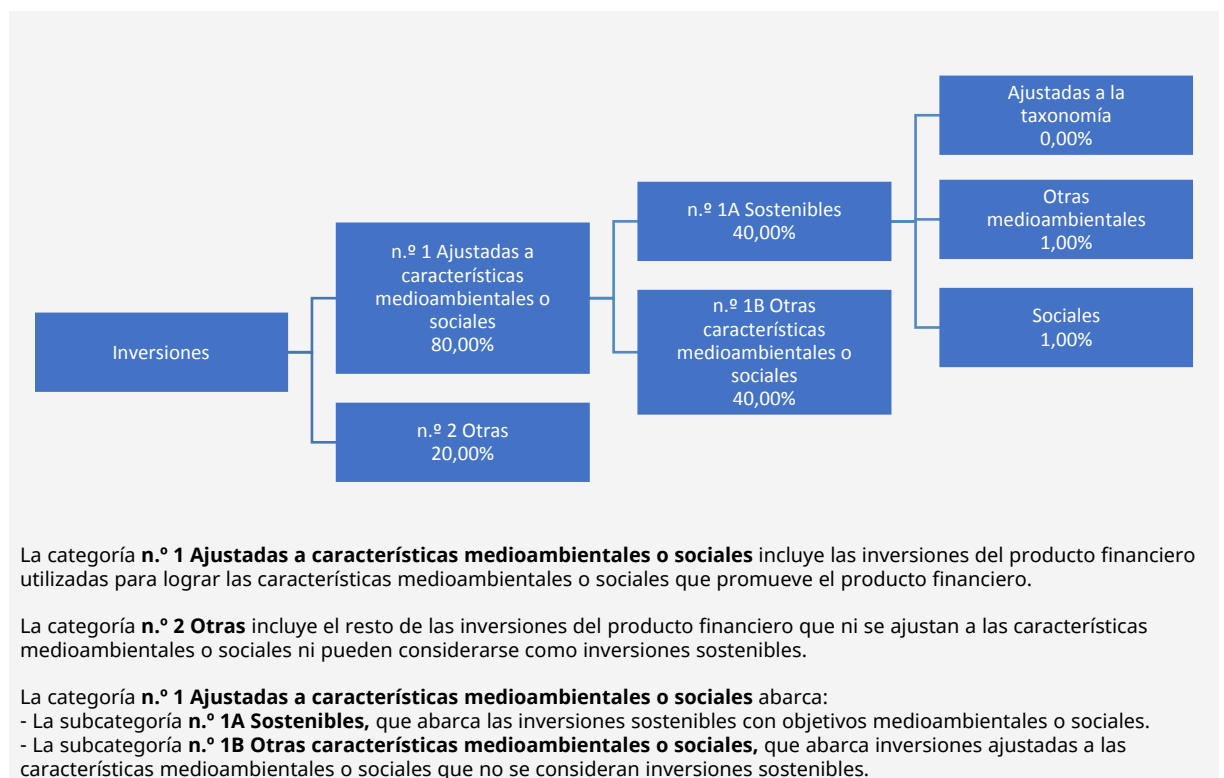 Inversiones
n.º 1 Ajustadas a
características
medioambientales o
sociales
80,00%
n.º 2 Otras
20,00%
n.º 1A Sostenibles
40,00%
n.º 1B Otras
características
medioambientales o
sociales
40,00%
Ajustadas a la
taxonomía
0,00%
Otras
medioambientales
1,00%
Sociales
1,00%
La categoría n.º 1 Ajustadas a características medioambientales o sociales incluye las inversiones del producto financiero
utilizadas para lograr las características medioambientales o sociales que promueve el producto financiero.
La categoría n.º 2 Otras incluye el resto de las inversiones del producto financiero que ni se ajustan a las características
medioambientales o sociales ni pueden considerarse como inversiones sostenibles.
La categoría n.º 1 Ajustadas a características medioambientales o sociales abarca:
- La subcategoría n.º 1A Sostenibles, que abarca las inversiones sostenibles con objetivos medioambientales o sociales.
- La subcategoría n.º 1B Otras características medioambientales o sociales, que abarca inversiones ajustadas a las
características medioambientales o sociales que no se consideran inversiones sostenibles.